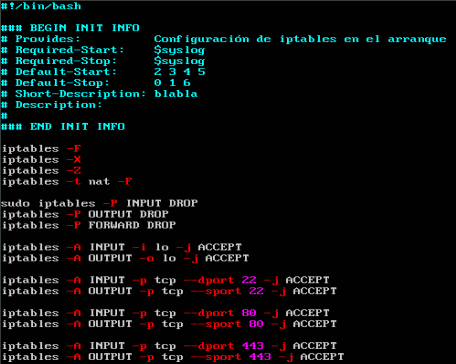 #!/bin/bash
### BEGIN INIT INFO
# Provides: Configuración de iptables en el arranque
# Required-Start: $syslog
# Required-Stop: $syslog
# Default-Start: 2 3 4 5
# Default-Stop: 0 1 6
# Short-Description: blabla
# Description:
#
### END INIT INFO
iptables -F
iptables -X
iptables -Z
iptables -t nat -F
sudo iptables -P INPUT DROP
iptables -P OUTPUT DROP
iptables -P FORWARD DROP
iptables -A INPUT -i lo -j ACCEPT
iptables -A OUTPUT -o lo -j ACCEPT
iptables -A INPUT -p tcp --dport 22 -j ACCEPT
iptables -A OUTPUT -p tcp --sport 22 -j ACCEPT
iptables -A INPUT -p tcp --dport 80 -j ACCEPT
iptables -A OUTPUT -p tcp --sport 80 -j ACCEPT
iptables -A INPUT -p tcp --dport 443 -j ACCEPT
iptables -A OUTPUT -p tcp --sport 443 -j ACCEPT